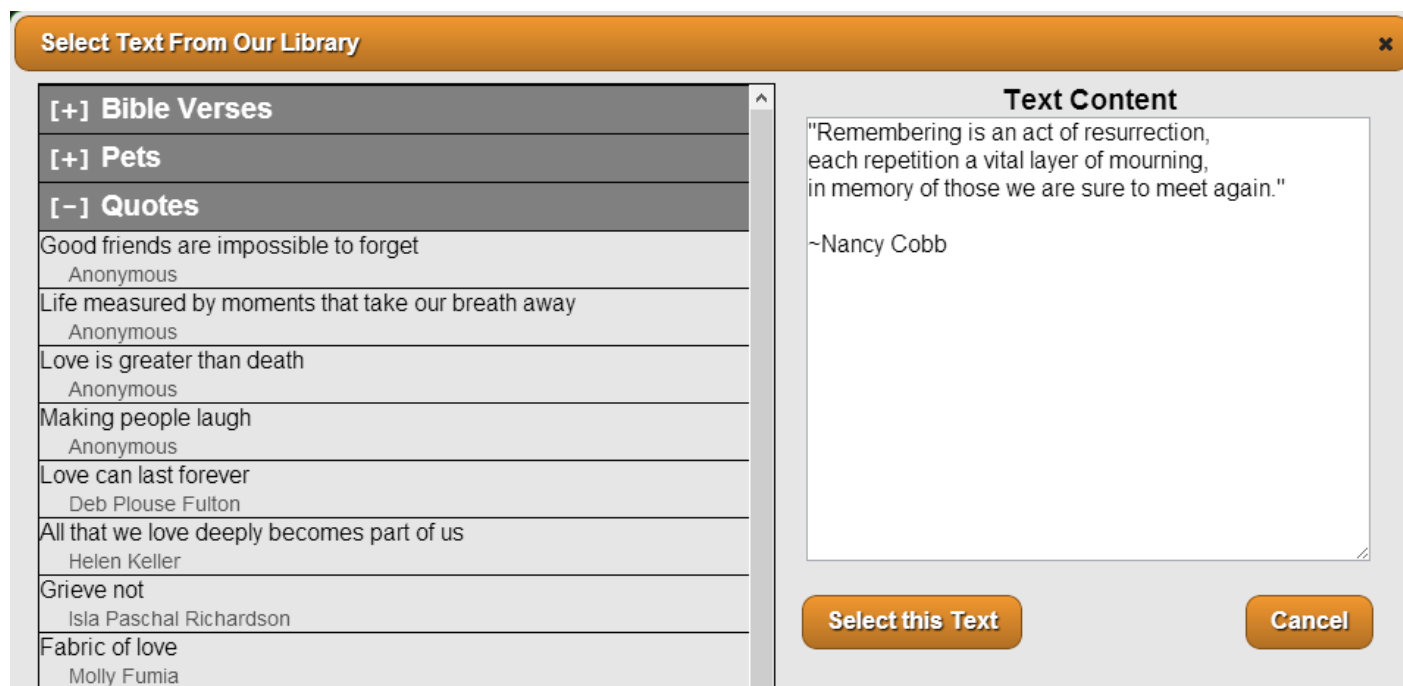 Select Text From Our Library
[+] Bible Verses
[+] Pets
[-] Quotes
Good friends are impossible to forget
Anonymous
Life measured by moments that take our breath away
Anonymous
Love is greater than death
Anonymous
Making people laugh
Anonymous
Love can last forever
Deb Plouse Fulton
All that we love deeply becomes part of us
Helen Keller
Grieve not
Isla Paschal Richardson
Fabric of love
Molly Fumia
Text Content
"Remembering is an act of resurrection,
each repetition a vital layer of mourning,
in memory of those we are sure to meet again."
~Nancy Cobb
Select this Text
Cancel